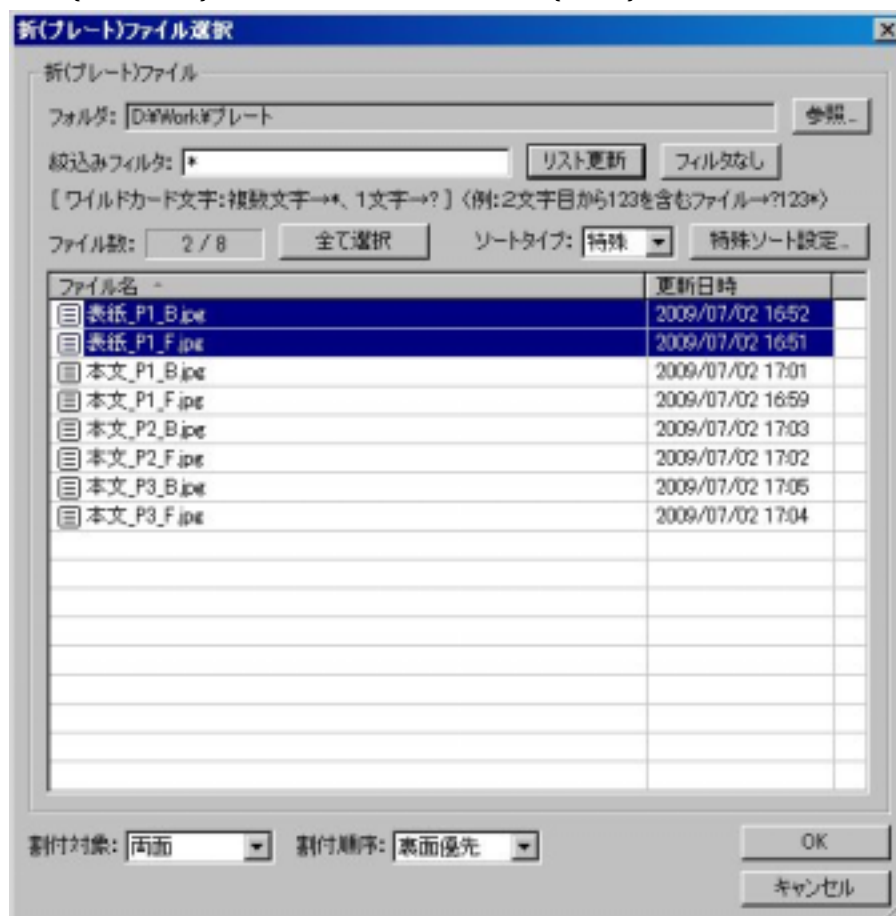 折(プレート)ファイル選択
折(プレート)ファイル
フォルダ: D:¥Work¥プレート 参照...
絞込みフィルタ: * リスト更新 フィルタなし
[ ワイルドカード文字:複数文字→*、1文字→? ] (例:2文字目から123を含むファイル→?123*)
ファイル数: 2 / 8 全て選択 ソートタイプ: 特殊 特殊ソート設定...
ファイル名 更新日時
表紙_P1_B.jpg 2009/07/02 16:52
表紙_P1_F.jpg 2009/07/02 16:51
本文_P1_B.jpg 2009/07/02 17:01
本文_P1_F.jpg 2009/07/02 16:59
本文_P2_B.jpg 2009/07/02 17:03
本文_P2_F.jpg 2009/07/02 17:02
本文_P3_B.jpg 2009/07/02 17:05
本文_P3_F.jpg 2009/07/02 17:04
割付対象: 両面 割付順序: 裏面優先 OK
キャンセル